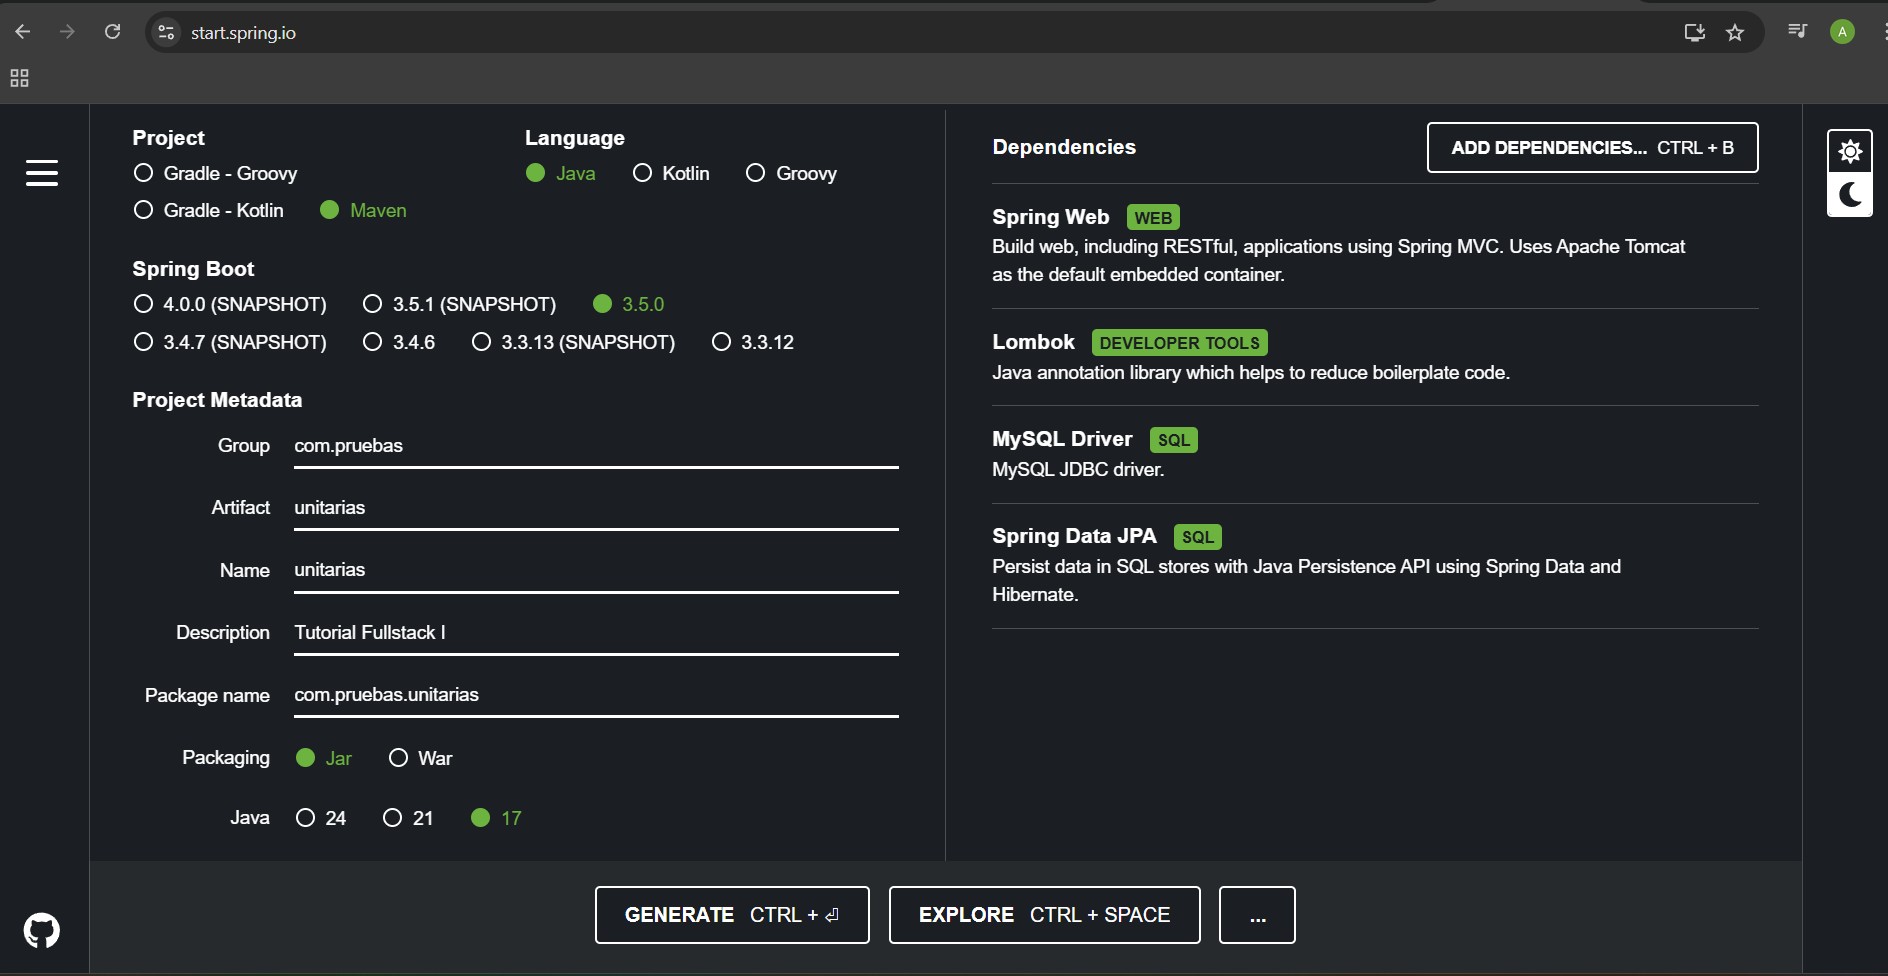 start.spring.io
A
Project
Gradle - Groovy
Gradle - Kotlin Maven
Language
Java Kotlin Groovy
Spring Boot
4.0.0 (SNAPSHOT) 3.5.1 (SNAPSHOT) 3.5.0
3.4.7 (SNAPSHOT) 3.4.6 3.3.13 (SNAPSHOT) 3.3.12
Project Metadata
Group com.pruebas
Artifact unitarias
Name unitarias
Description Tutorial Fullstack I
Package name com.pruebas.unitarias
Packaging Jar War
Java 24 21 17
Dependencies ADD DEPENDENCIES... CTRL + B
Spring Web WEB
Build web, including RESTful, applications using Spring MVC. Uses Apache Tomcat
as the default embedded container.
Lombok DEVELOPER TOOLS
Java annotation library which helps to reduce boilerplate code.
MySQL Driver SQL
MySQL JDBC driver.
Spring Data JPA SQL
Persist data in SQL stores with Java Persistence API using Spring Data and
Hibernate.
GENERATE CTRL + ⏎ EXPLORE CTRL + SPACE ...